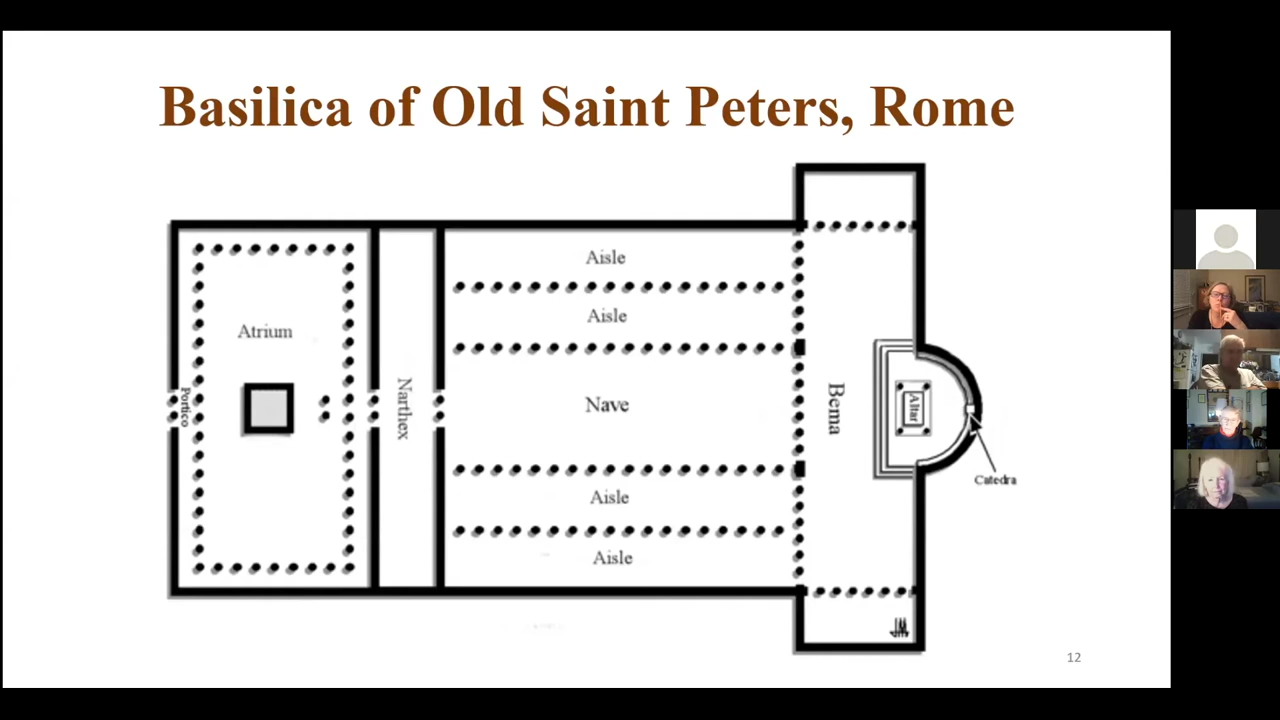 Basilica of Old Saint Peters, Rome
Aisle
Aisle
Atrium
Portico
Narthex
Nave
Bema
Altar
Catedra
Aisle
Aisle
12